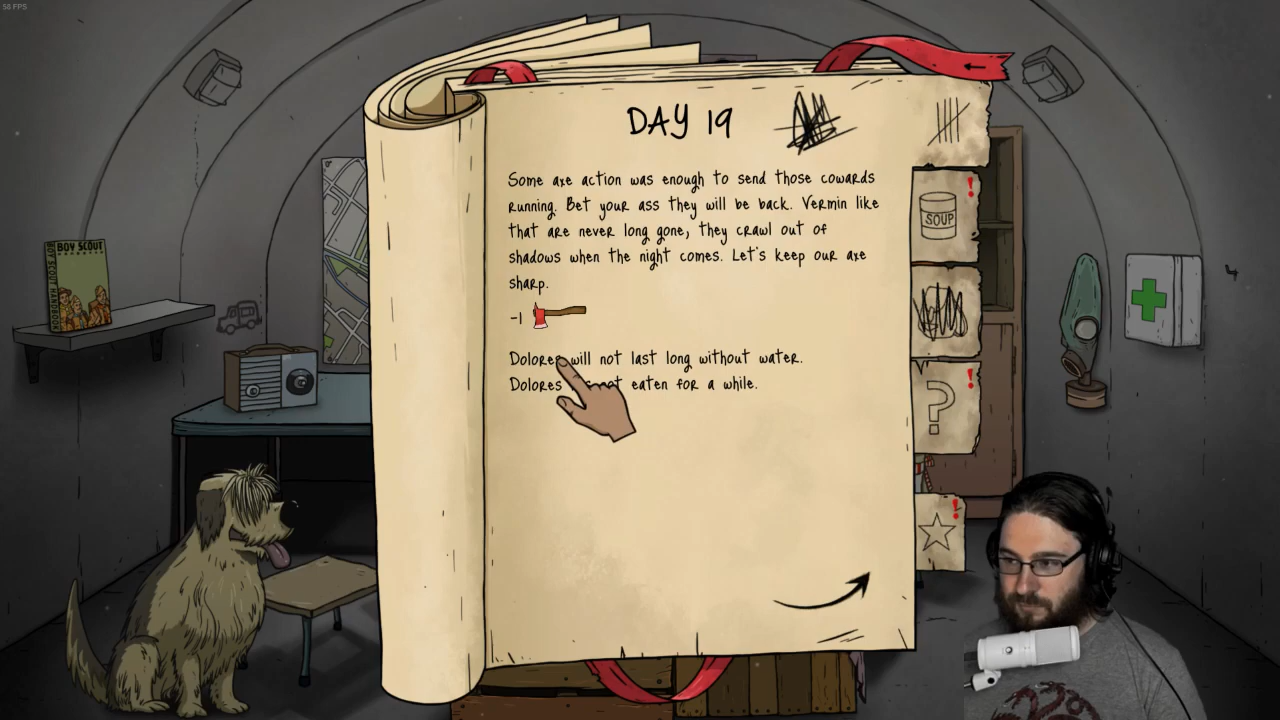 58 FPS
DAY 19
Some axe action was enough to send those cowards
running. Bet your ass they will be back. Vermin like
that are never long gone, they crawl out of
shadows when the night comes. Let's keep our axe
sharp.
-1
Dolores will not last long without water.
Dolores eaten for a while.
SOUP
!
?
!
!
BOY SCOUT
BOY SCOUT HANDBOOK